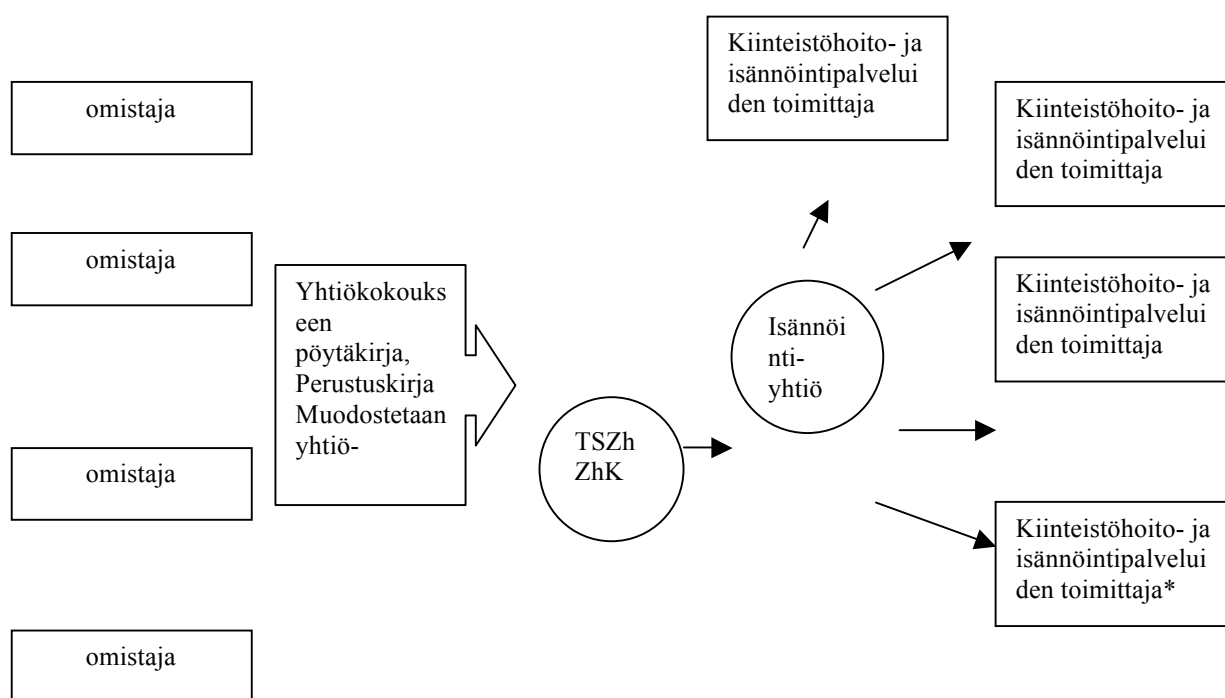 omistaja
omistaja
omistaja
omistaja
Yhtiökokouks
een
pöytäkirja,
Perustuskirja
Muodostetaan
yhtiö-
TSZh
ZhK
Isännöi
nti-
yhtiö
Kiinteistöhoito- ja
isännöintipalvelui
den toimittaja
Kiinteistöhoito- ja
isännöintipalvelui
den toimittaja
Kiinteistöhoito- ja
isännöintipalvelui
den toimittaja
Kiinteistöhoito- ja
isännöintipalvelui
den toimittaja*